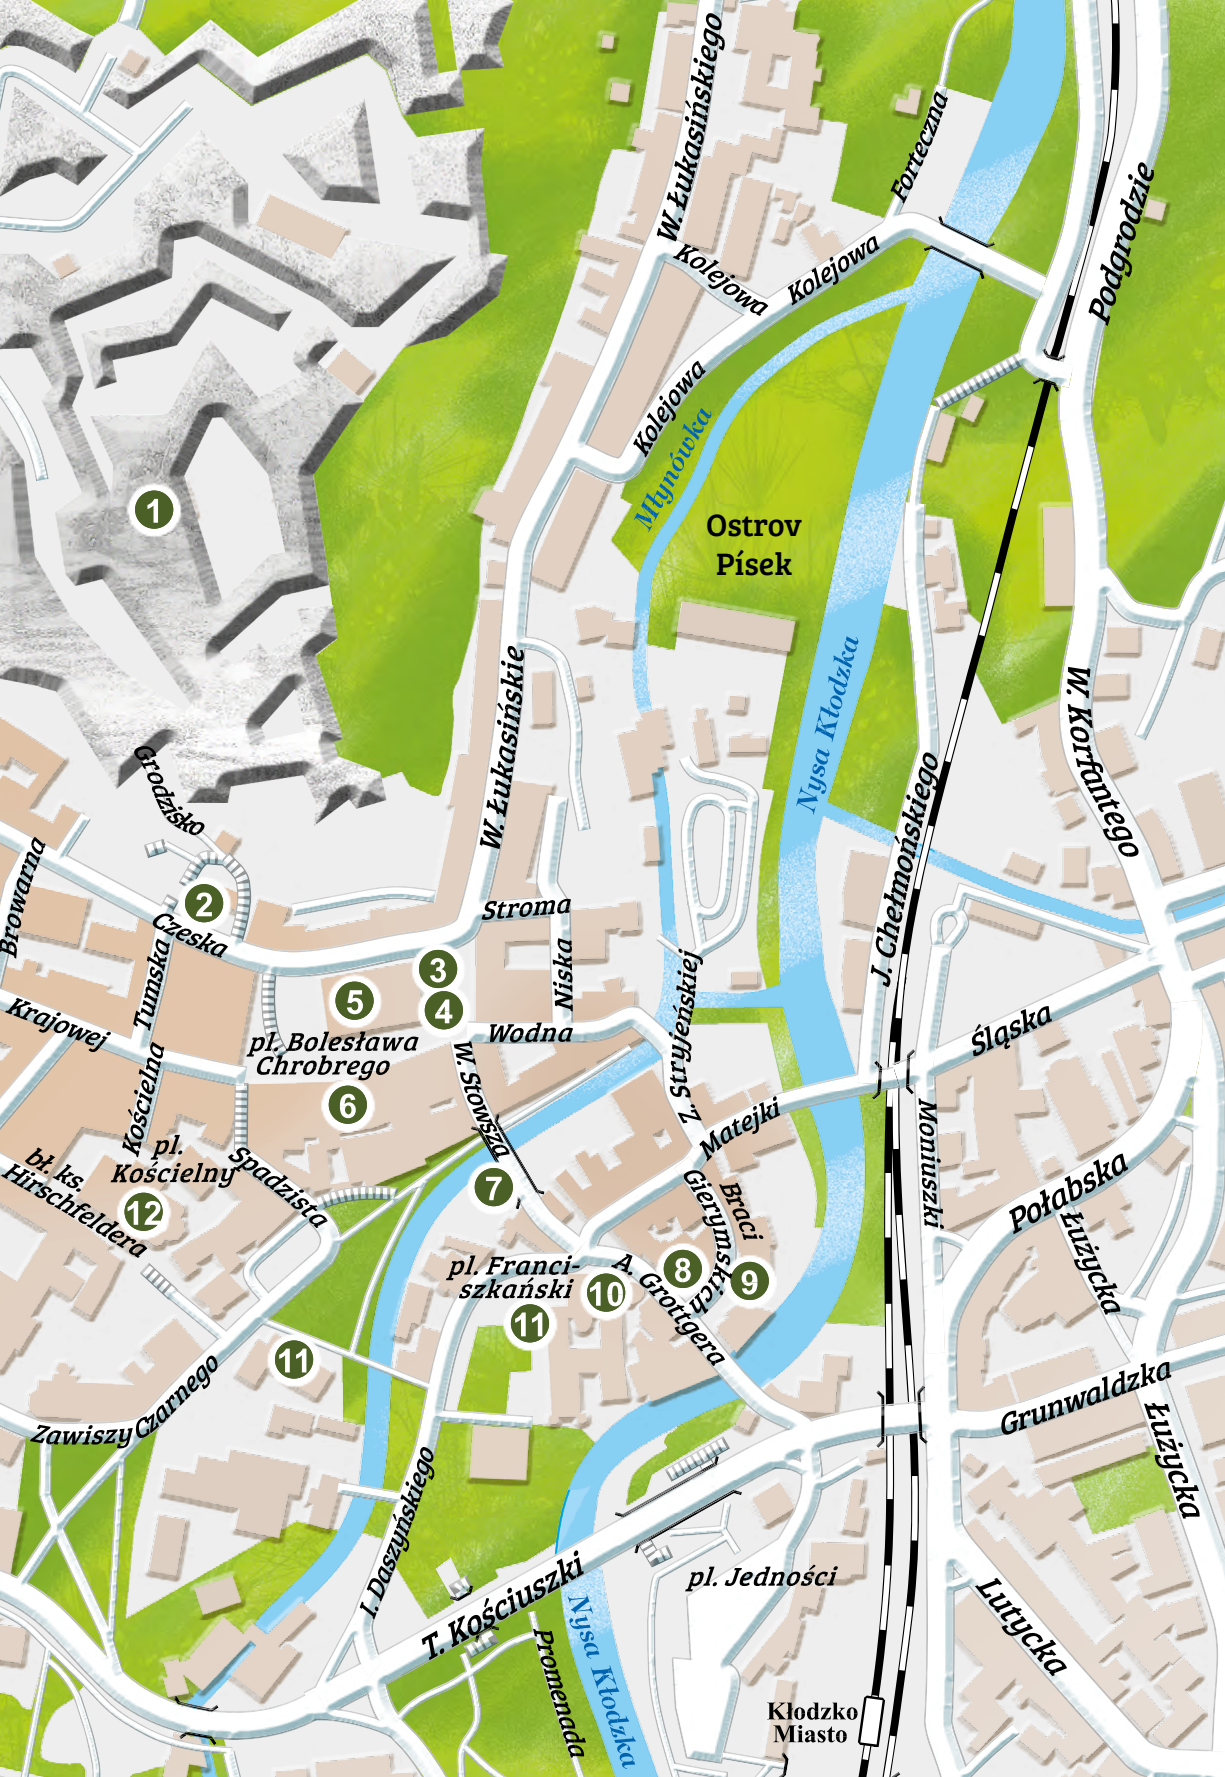 W. Łukasińskiego
Forteczna
Podgrodzie
Kolejowa
Kolejowa
Kolejowa
Młynówka
1
Ostrov
Písek
Nysa Kłodzka
W. Łukasińskie
W. Korfantego
Grodzisko
J. Chełmońskiego
Browarna
2
Czeska
Stroma
Tumska
3
Niska
5
4
Krajowej
Wodna
Z. Stryjeńskiej
Śląska
pl. Bolesława
Chrobrego
W. Stowsza
6
Kościelna
Matejki
Moniuszki
pl.
Kościelny
bł. ks.
Hirschfeldera
Spadzista
7
12
Braci
Gierymskich
Połabska
Łużycka
pl. Franci-
szkański
A. Grottgera
8
9
10
11
11
Zawiszy Czarnego
Grunwaldzka
Łużycka
I. Daszyńskiego
T. Kościuszki
pl. Jedności
Lutycka
Nysa Kłodzka
Promenada
Kłodzko
Miasto